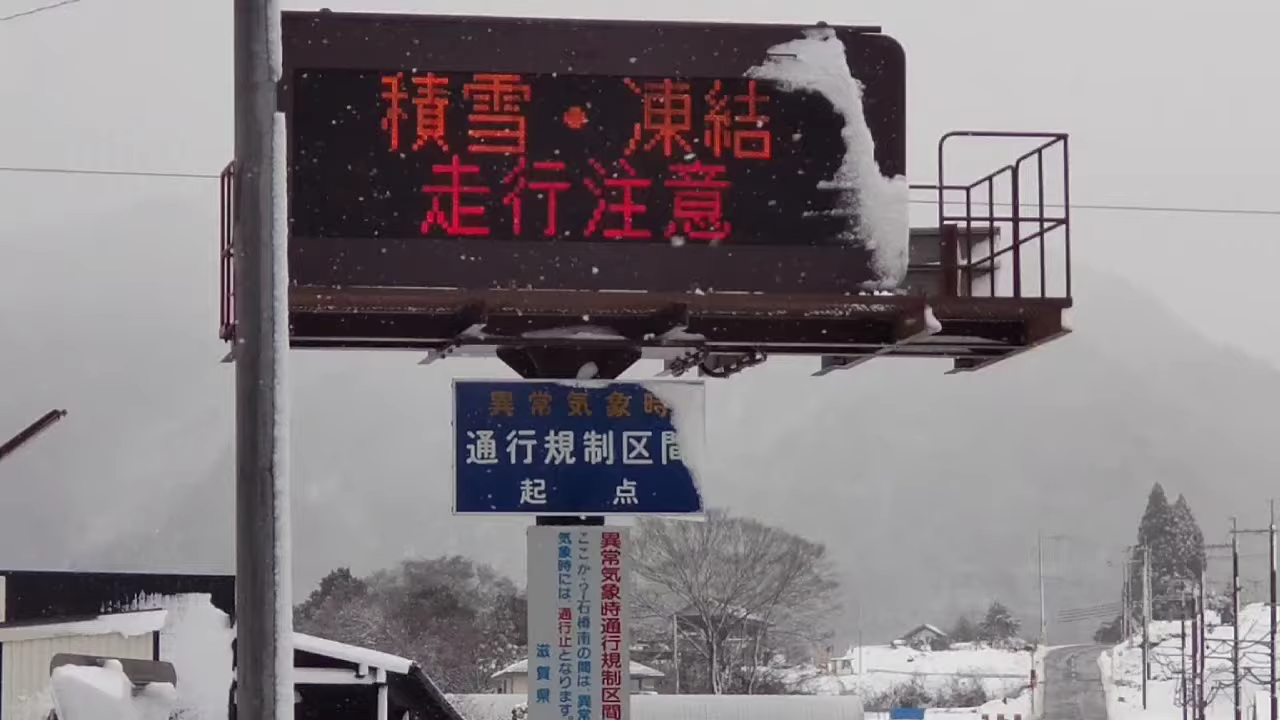 積雪・凍結
走行注意
異常気象時
通行規制区間
起点
異常気象時通行規制区間
ここから石榑南の間は、異常
気象時には、通行止となります。
滋賀県